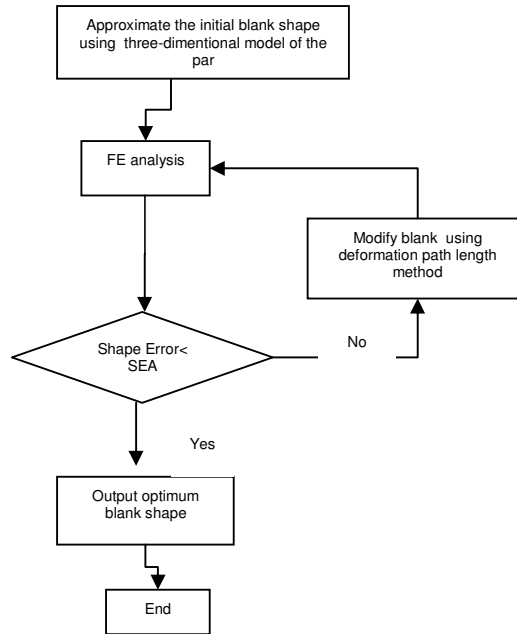 Approximate the initial blank shape
using three-dimentional model of the
par
FE analysis
Modify blank using
deformation path length
method
Shape Error<
SEA
No
Yes
Output optimum
blank shape
End